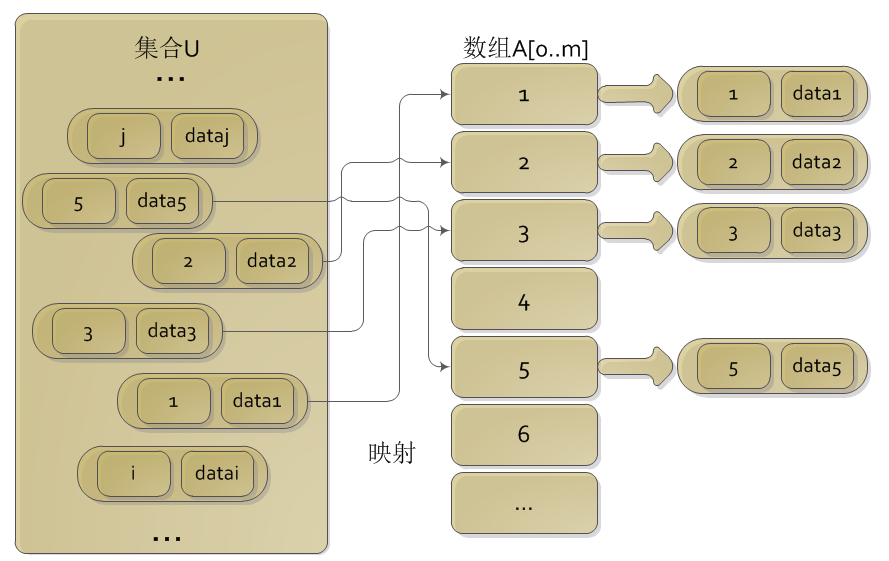 集合U
...
j dataj
5 data5
2 data2
3 data3
1 data1
i datai
...
映射
数组A[0..m]
1
2
3
4
5
6
...
1 data1
2 data2
3 data3
5 data5